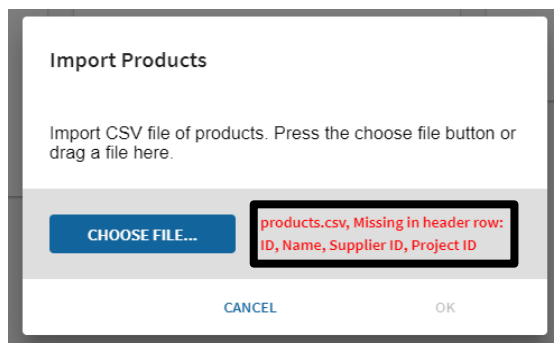 Import Products
Import CSV file of products. Press the choose file button or
drag a file here.
CHOOSE FILE...
products.csv, Missing in header row:
ID, Name, Supplier ID, Project ID
CANCEL
OK